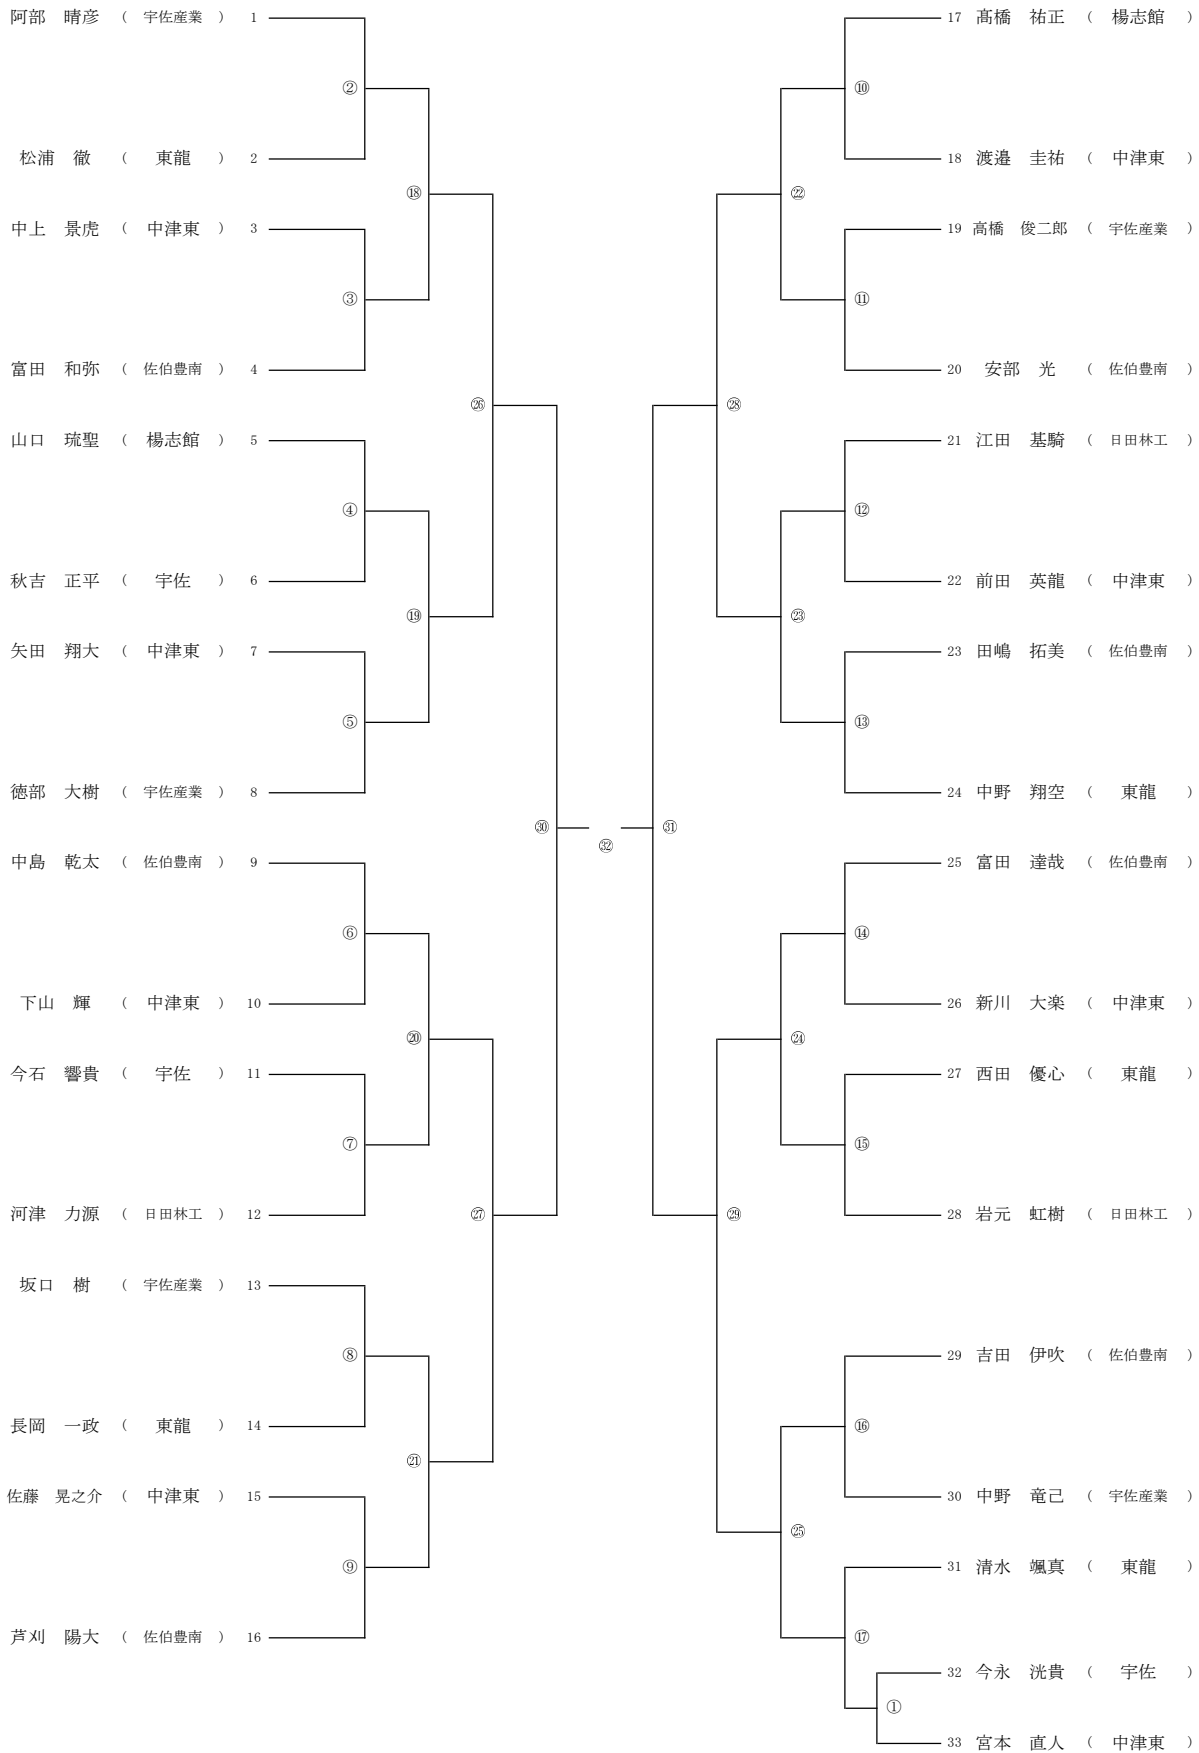 阿部　晴彦　（　宇佐産業　）　1
②
松浦　徹　（　東龍　）　2
⑱
中上　景虎　（　中津東　）　3
③
富田　和弥　（　佐伯豊南　）　4
㉖
山口　琉聖　（　楊志館　）　5
④
秋吉　正平　（　宇佐　）　6
⑲
矢田　翔大　（　中津東　）　7
⑤
徳部　大樹　（　宇佐産業　）　8
㉚
中島　乾太　（　佐伯豊南　）　9
⑥
下山　輝　（　中津東　）　10
⑳
今石　響貴　（　宇佐　）　11
⑦
河津　力源　（　日田林工　）　12
㉗
坂口　樹　（　宇佐産業　）　13
⑧
長岡　一政　（　東龍　）　14
㉑
佐藤　晃之介　（　中津東　）　15
⑨
芦刈　陽大　（　佐伯豊南　）　16
㉜
17　髙橋　祐正　（　楊志館　）
⑩
18　渡邉　圭祐　（　中津東　）
㉒
19　高橋　俊二郎　（　宇佐産業　）
⑪
20　安部　光　（　佐伯豊南　）
㉘
21　江田　基騎　（　日田林工　）
⑫
22　前田　英龍　（　中津東　）
㉓
23　田嶋　拓美　（　佐伯豊南　）
⑬
24　中野　翔空　（　東龍　）
㉛
25　富田　達哉　（　佐伯豊南　）
⑭
26　新川　大楽　（　中津東　）
㉔
27　西田　優心　（　東龍　）
⑮
28　岩元　虹樹　（　日田林工　）
㉙
29　吉田　伊吹　（　佐伯豊南　）
⑯
30　中野　竜己　（　宇佐産業　）
㉕
31　清水　颯真　（　東龍　）
⑰
32　今永　洸貴　（　宇佐　）
①
33　宮本　直人　（　中津東　）